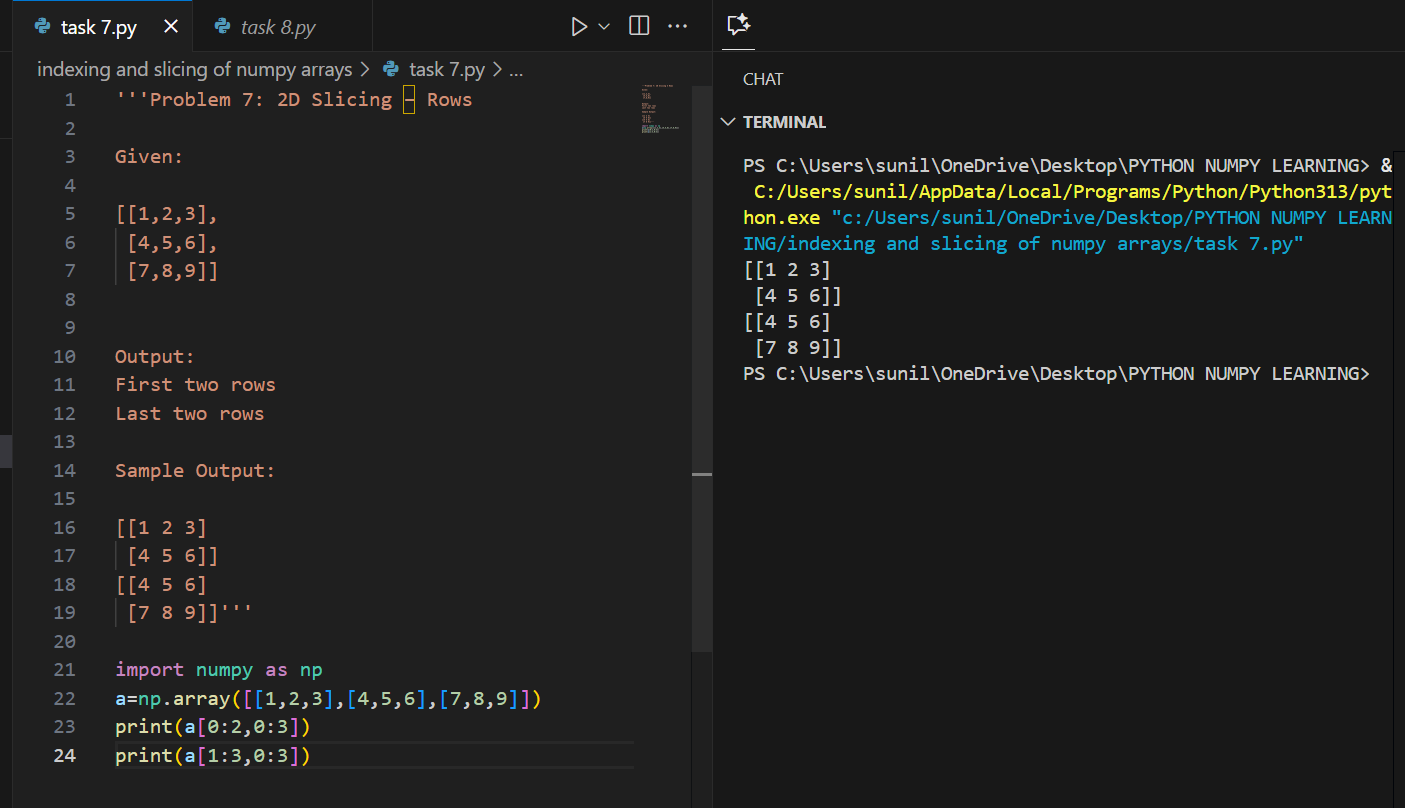 task 7.py
task 8.py
indexing and slicing of numpy arrays > task 7.py > ...
1 '''Problem 7: 2D Slicing – Rows
2
3 Given:
4
5 [[1,2,3],
6  [4,5,6],
7  [7,8,9]]
8
9
10 Output:
11 First two rows
12 Last two rows
13
14 Sample Output:
15
16 [[1 2 3]
17  [4 5 6]]
18 [[4 5 6]
19  [7 8 9]]'''
20
21 import numpy as np
22 a=np.array([[1,2,3],[4,5,6],[7,8,9]])
23 print(a[0:2,0:3])
24 print(a[1:3,0:3])
CHAT
TERMINAL
PS C:\Users\sunil\OneDrive\Desktop\PYTHON NUMPY LEARNING> &
 C:/Users/sunil/AppData/Local/Programs/Python/Python313/pyt
hon.exe "c:/Users/sunil/OneDrive/Desktop/PYTHON NUMPY LEARN
ING/indexing and slicing of numpy arrays/task 7.py"
[[1 2 3]
 [4 5 6]]
[[4 5 6]
 [7 8 9]]
PS C:\Users\sunil\OneDrive\Desktop\PYTHON NUMPY LEARNING>